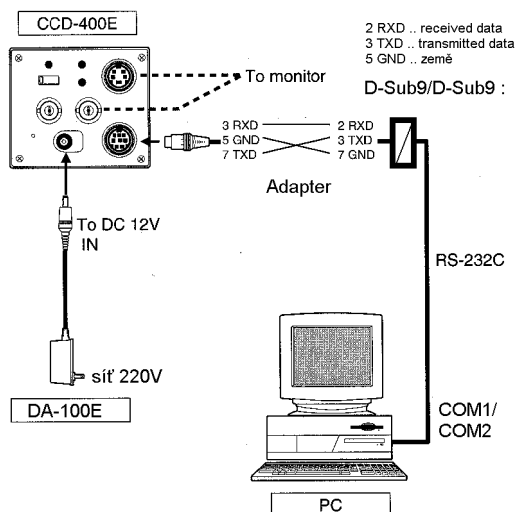 CCD-400E
2 RXD .. received data
3 TXD .. transmitted data
5 GND .. země
D-Sub9/D-Sub9 :
To monitor
3 RXD 2 RXD
5 GND 3 TXD
7 TXD 7 GND
Adapter
To DC 12V
IN
RS-232C
síť 220V
DA-100E
COM1/
COM2
PC